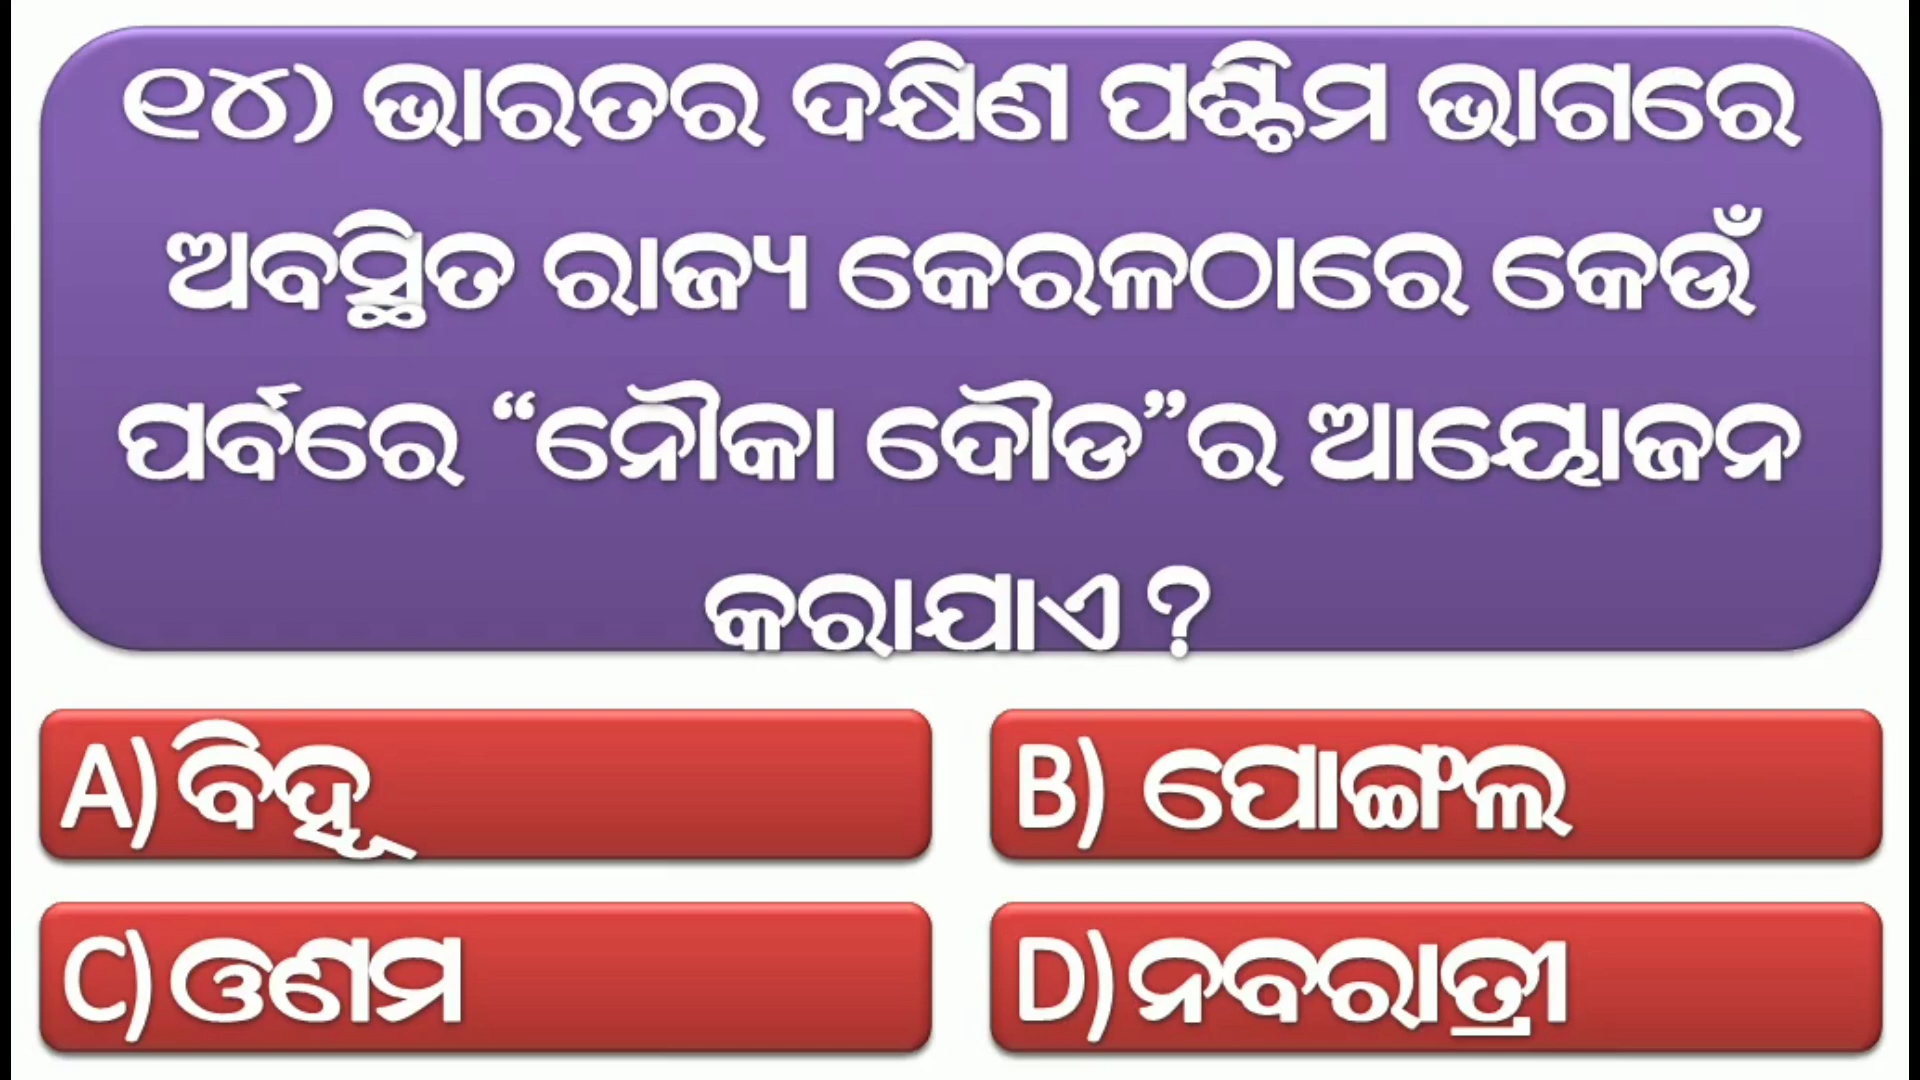 ୧୪) ଭାରତର ଦକ୍ଷିଣ ପଶ୍ଚିମ ଭାଗରେ
ଅବସ୍ଥିତ ରାଜ୍ୟ କେରଳଠାରେ କେଉଁ
ପର୍ବରେ “ନୌକା ଦୌଡ”ର ଆୟୋଜନ
କରାଯାଏ ?
A) ବିହୂ
B) ପୋଙ୍ଗଲ
C) ଓଣମ
D) ନବରାତ୍ରୀ